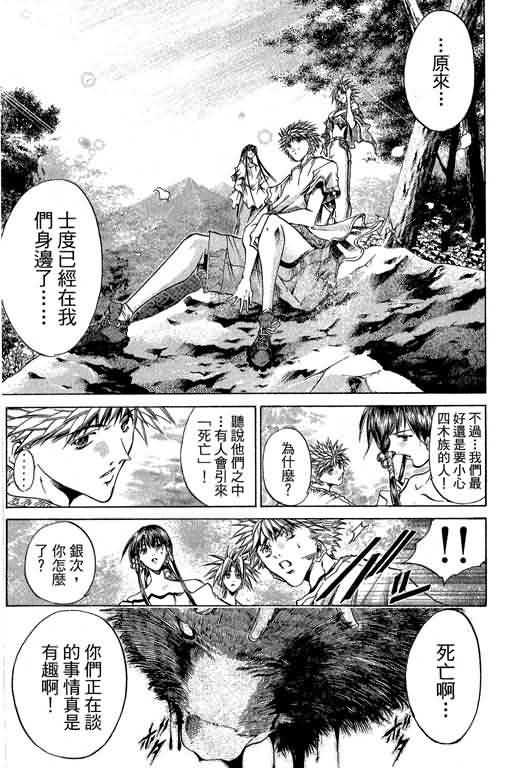 …原來…
士度已經在我
們身邊了……
不過…我們最
好還是要小心
四木族的人！
為什麼？
聽說他們之中
…有人會引來
「死亡」！
……
!!
銀次，
你怎麼
了？
死亡啊…
你們正在談
的事情真是
有趣啊！